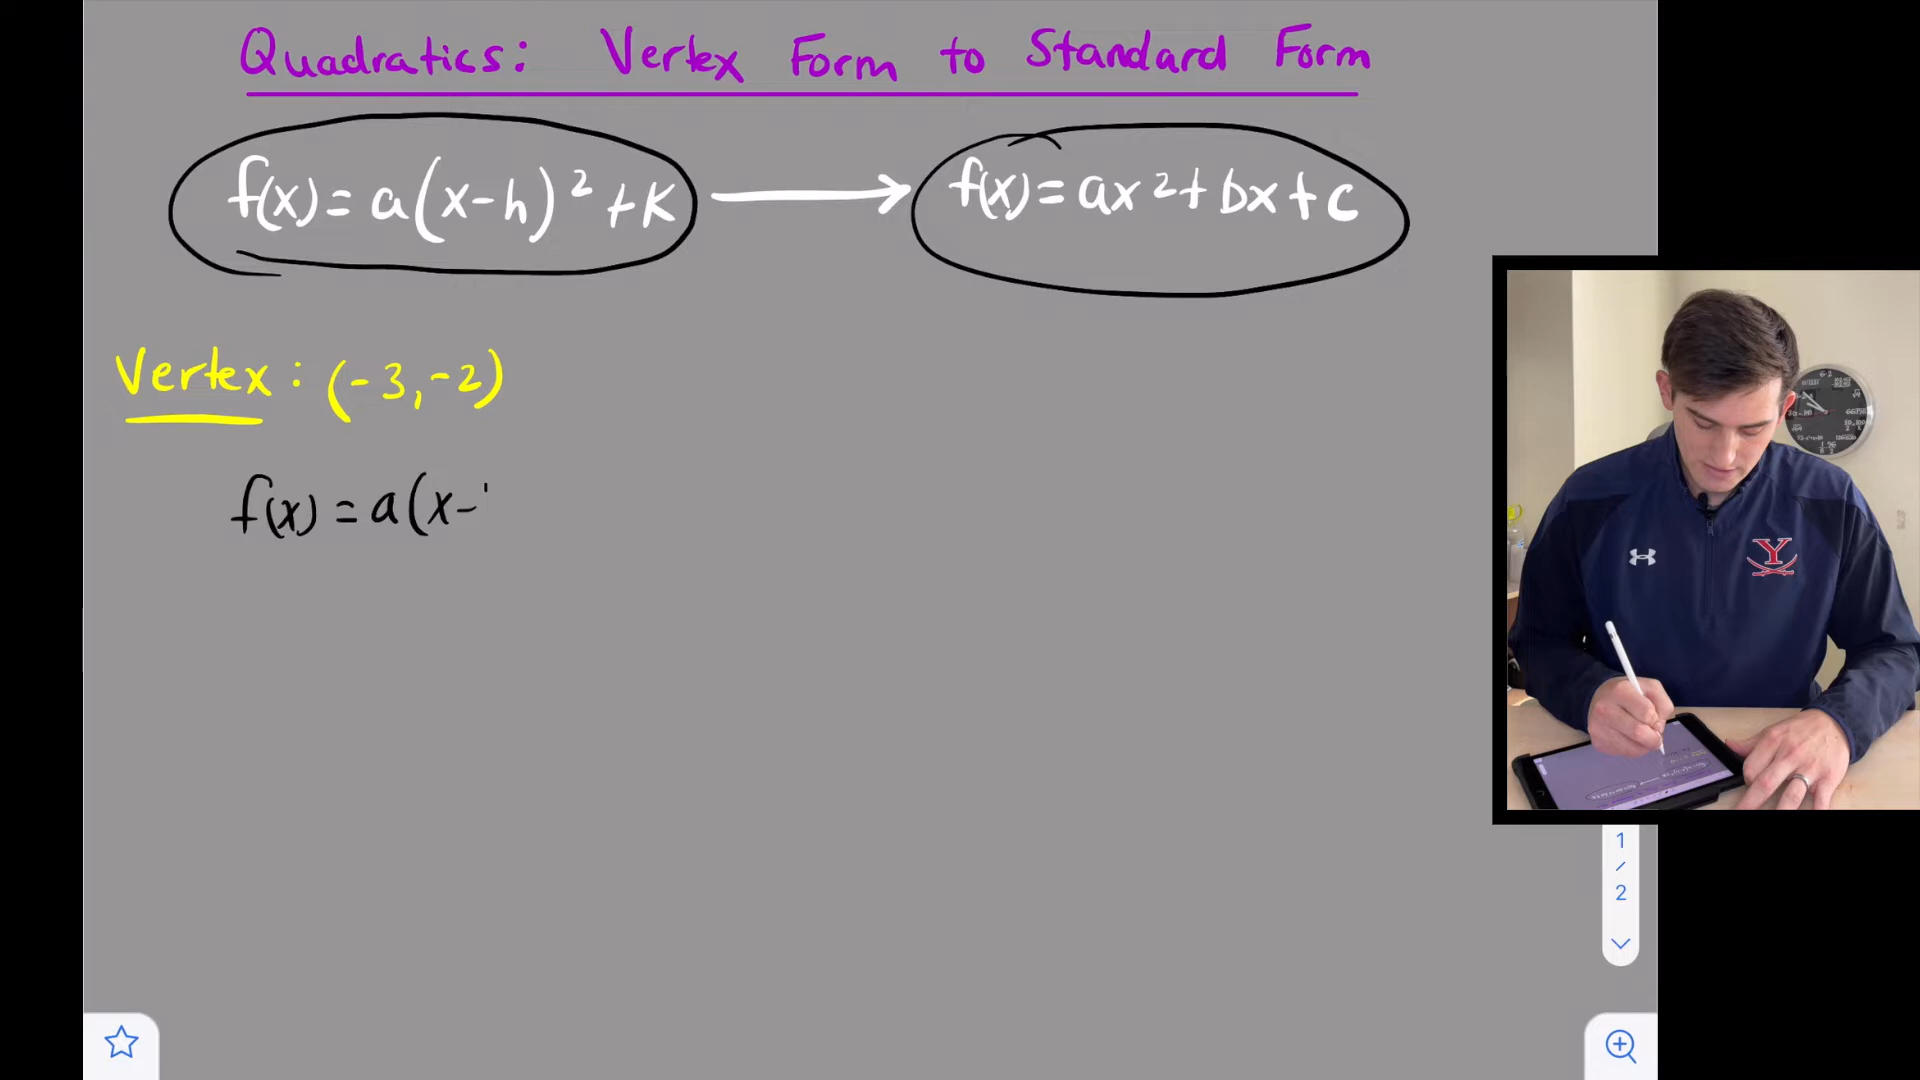 Quadratics: Vertex Form to Standard Form
f(x) = a(x-h)² + k
f(x) = ax² + bx + c
Vertex: (-3, -2)
f(x) = a(x-
Y
1
/
2